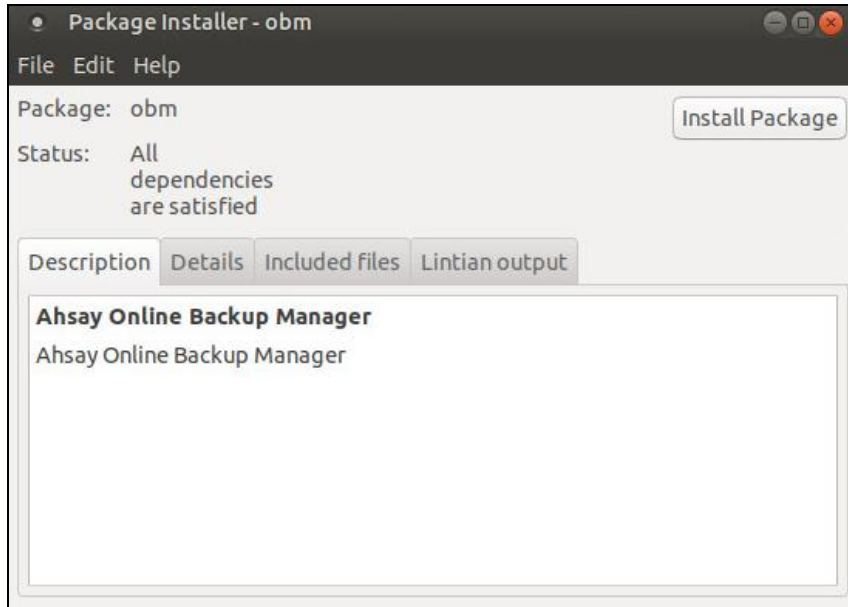 Package Installer - obm
File Edit Help
Package: obm
Install Package
Status: All
dependencies
are satisfied
Description Details Included files Lintian output
Ahsay Online Backup Manager
Ahsay Online Backup Manager